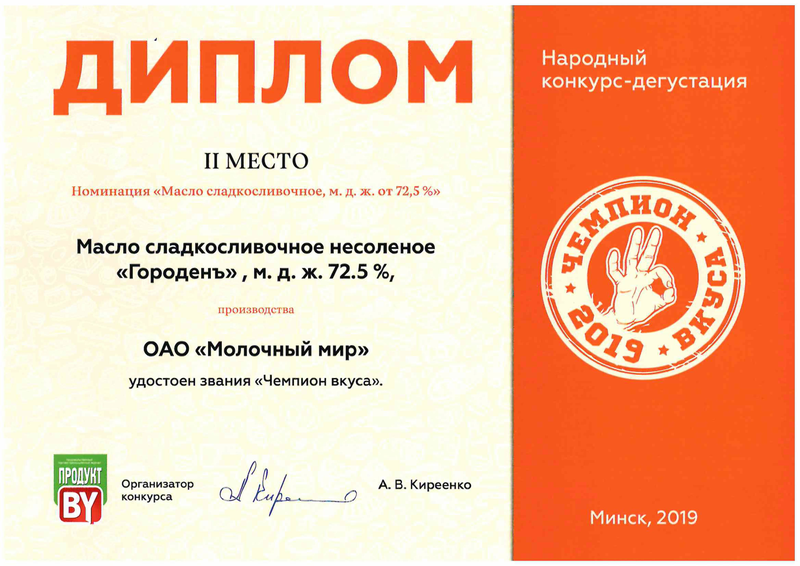 ДИПЛОМ
II МЕСТО
Номинация «Масло сладкосливочное, м. д. ж. от 72,5 %»
Масло сладкосливочное несоленое
«Городенъ» , м. д. ж. 72.5 %,
производства
ОАО «Молочный мир»
удостоен звания «Чемпион вкуса».
ПРОДУКТ
BY
Организатор
конкурса
А. В. Киреенко
Народный
конкурс-дегустация
ЧЕМПИОН
ВКУСА
2019
Минск, 2019